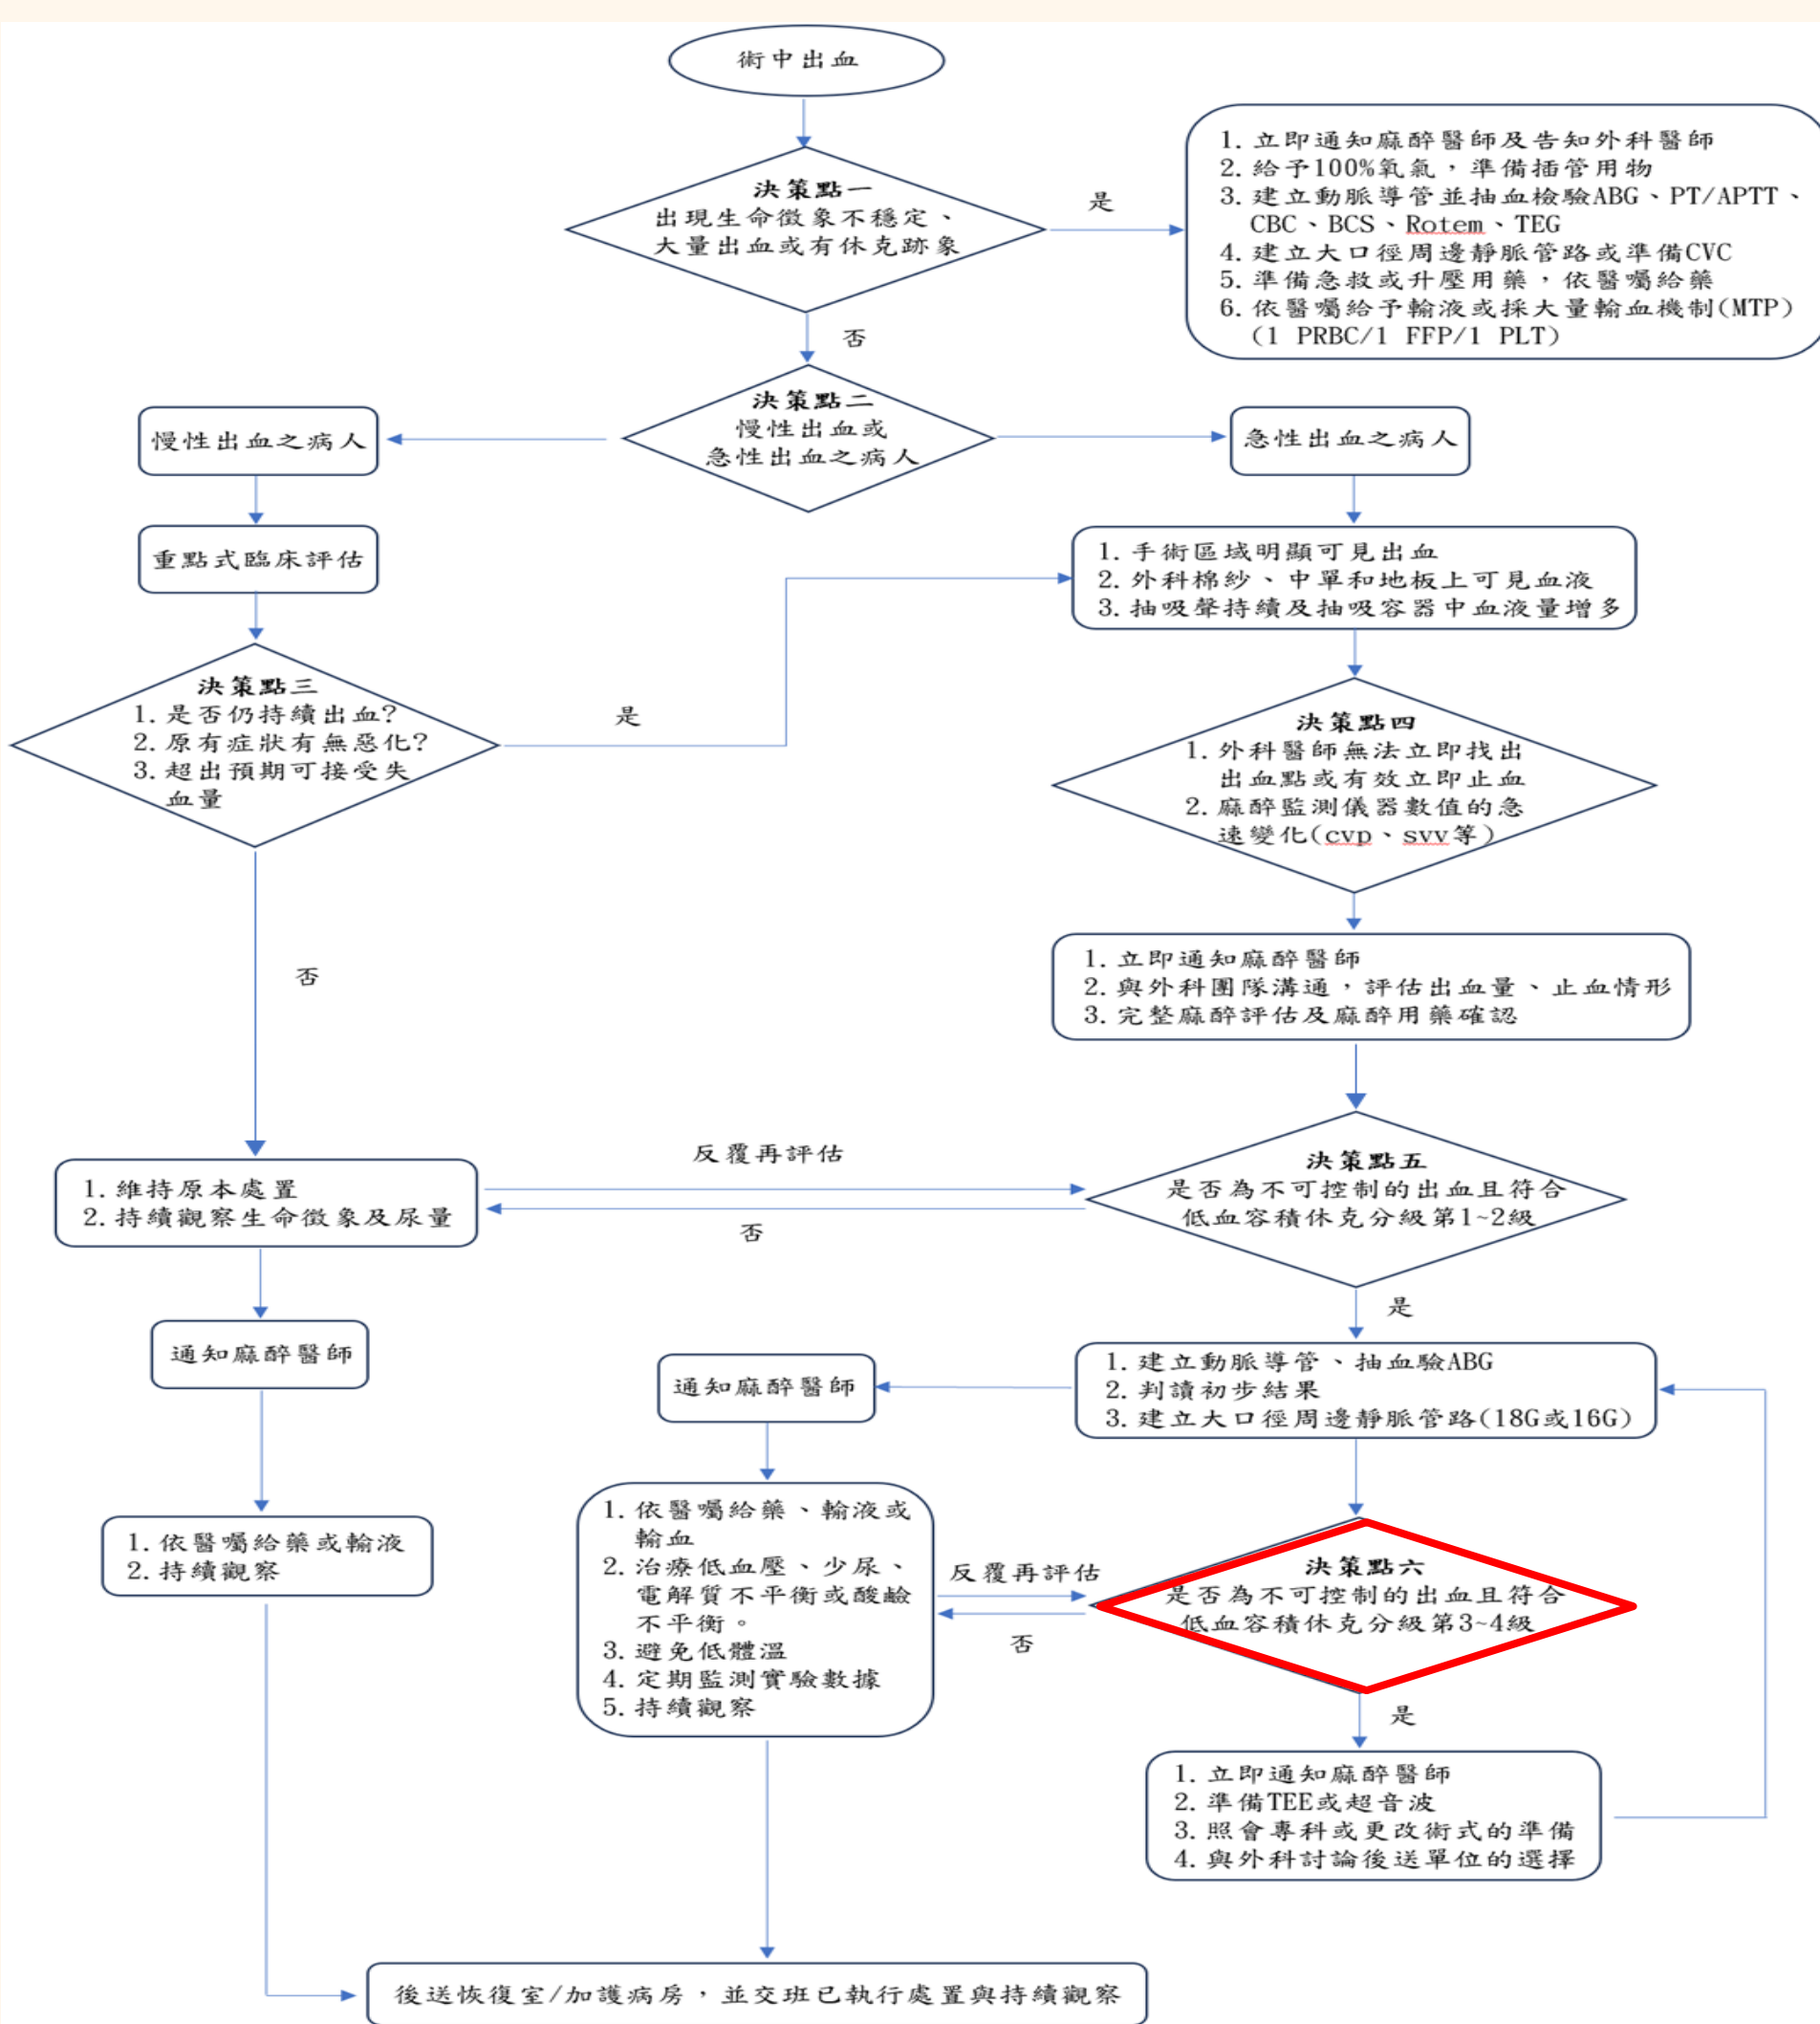 術中出血
決策點一
出現生命徵象不穩定、
大量出血或有休克跡象
是
1. 立即通知麻醉醫師及告知外科醫師
2. 給予100%氧氣，準備插管用物
3. 建立動脈導管並抽血檢驗ABG、PT/APTT、
CBC、BCS、Rotem、TEG
4. 建立大口徑周邊靜脈管路或準備CVC
5. 準備急救或升壓用藥，依醫囑給藥
6. 依醫囑給予輸液或採大量輸血機制(MTP)
(1 PRBC/1 FFP/1 PLT)
否
決策點二
慢性出血或
急性出血之病人
慢性出血之病人
急性出血之病人
重點式臨床評估
1. 手術區域明顯可見出血
2. 外科棉紗、中單和地板上可見血液
3. 抽吸聲持續及抽吸容器中血液量增多
決策點三
1. 是否仍持續出血?
2. 原有症狀有無惡化?
3. 超出預期可接受失
血量
是
決策點四
1. 外科醫師無法立即找出
出血點或有效立即止血
2. 麻醉監測儀器數值的急
速變化(cvp、svv等)
否
1. 立即通知麻醉醫師
2. 與外科團隊溝通，評估出血量、止血情形
3. 完整麻醉評估及麻醉用藥確認
1. 維持原本處置
2. 持續觀察生命徵象及尿量
反覆再評估
否
決策點五
是否為不可控制的出血且符合
低血容積休克分級第1~2級
是
通知麻醉醫師
通知麻醉醫師
1. 建立動脈導管、抽血驗ABG
2. 判讀初步結果
3. 建立大口徑周邊靜脈管路(18G或16G)
1. 依醫囑給藥或輸液
2. 持續觀察
1. 依醫囑給藥、輸液或
輸血
2. 治療低血壓、少尿、
電解質不平衡或酸鹼
不平衡。
3. 避免低體溫
4. 定期監測實驗數據
5. 持續觀察
反覆再評估
否
決策點六
是否為不可控制的出血且符合
低血容積休克分級第3~4級
是
1. 立即通知麻醉醫師
2. 準備TEE或超音波
3. 照會專科或更改術式的準備
4. 與外科討論後送單位的選擇
後送恢復室/加護病房，並交班已執行處置與持續觀察